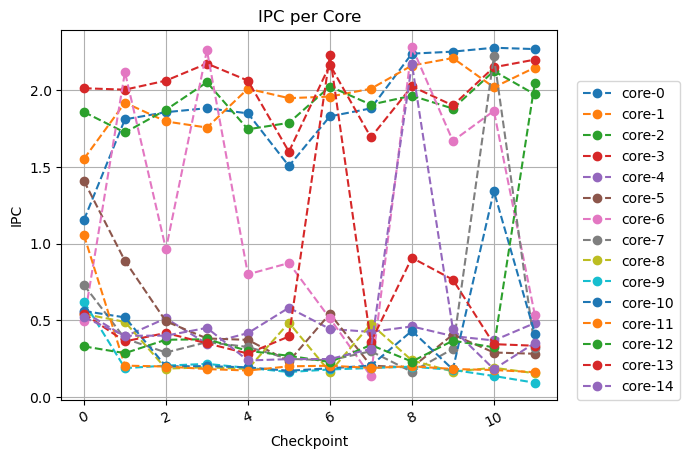 IPC per Core
IPC
2.0
1.5
1.0
0.5
0.0
0
2
4
6
8
10
Checkpoint
core-0
core-1
core-2
core-3
core-4
core-5
core-6
core-7
core-8
core-9
core-10
core-11
core-12
core-13
core-14